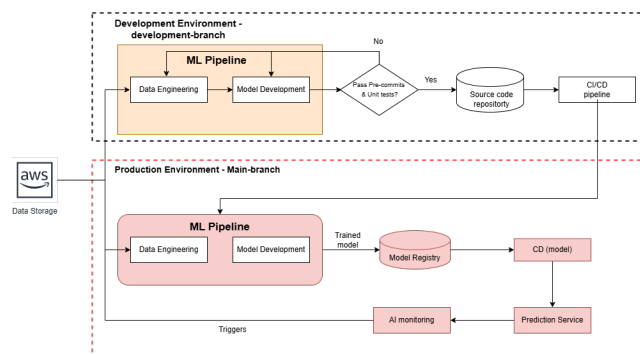 Development Environment -
development-branch
No
ML Pipeline
Data Engineering
Model Development
Pass Pre-commits
& Unit tests?
Yes
Source code
repositorty
CI/CD
pipeline
aws
Data Storage
Production Environment - Main-branch
ML Pipeline
Data Engineering
Model Development
Trained
model
Model Registry
CD (model)
AI monitoring
Prediction Service
Triggers